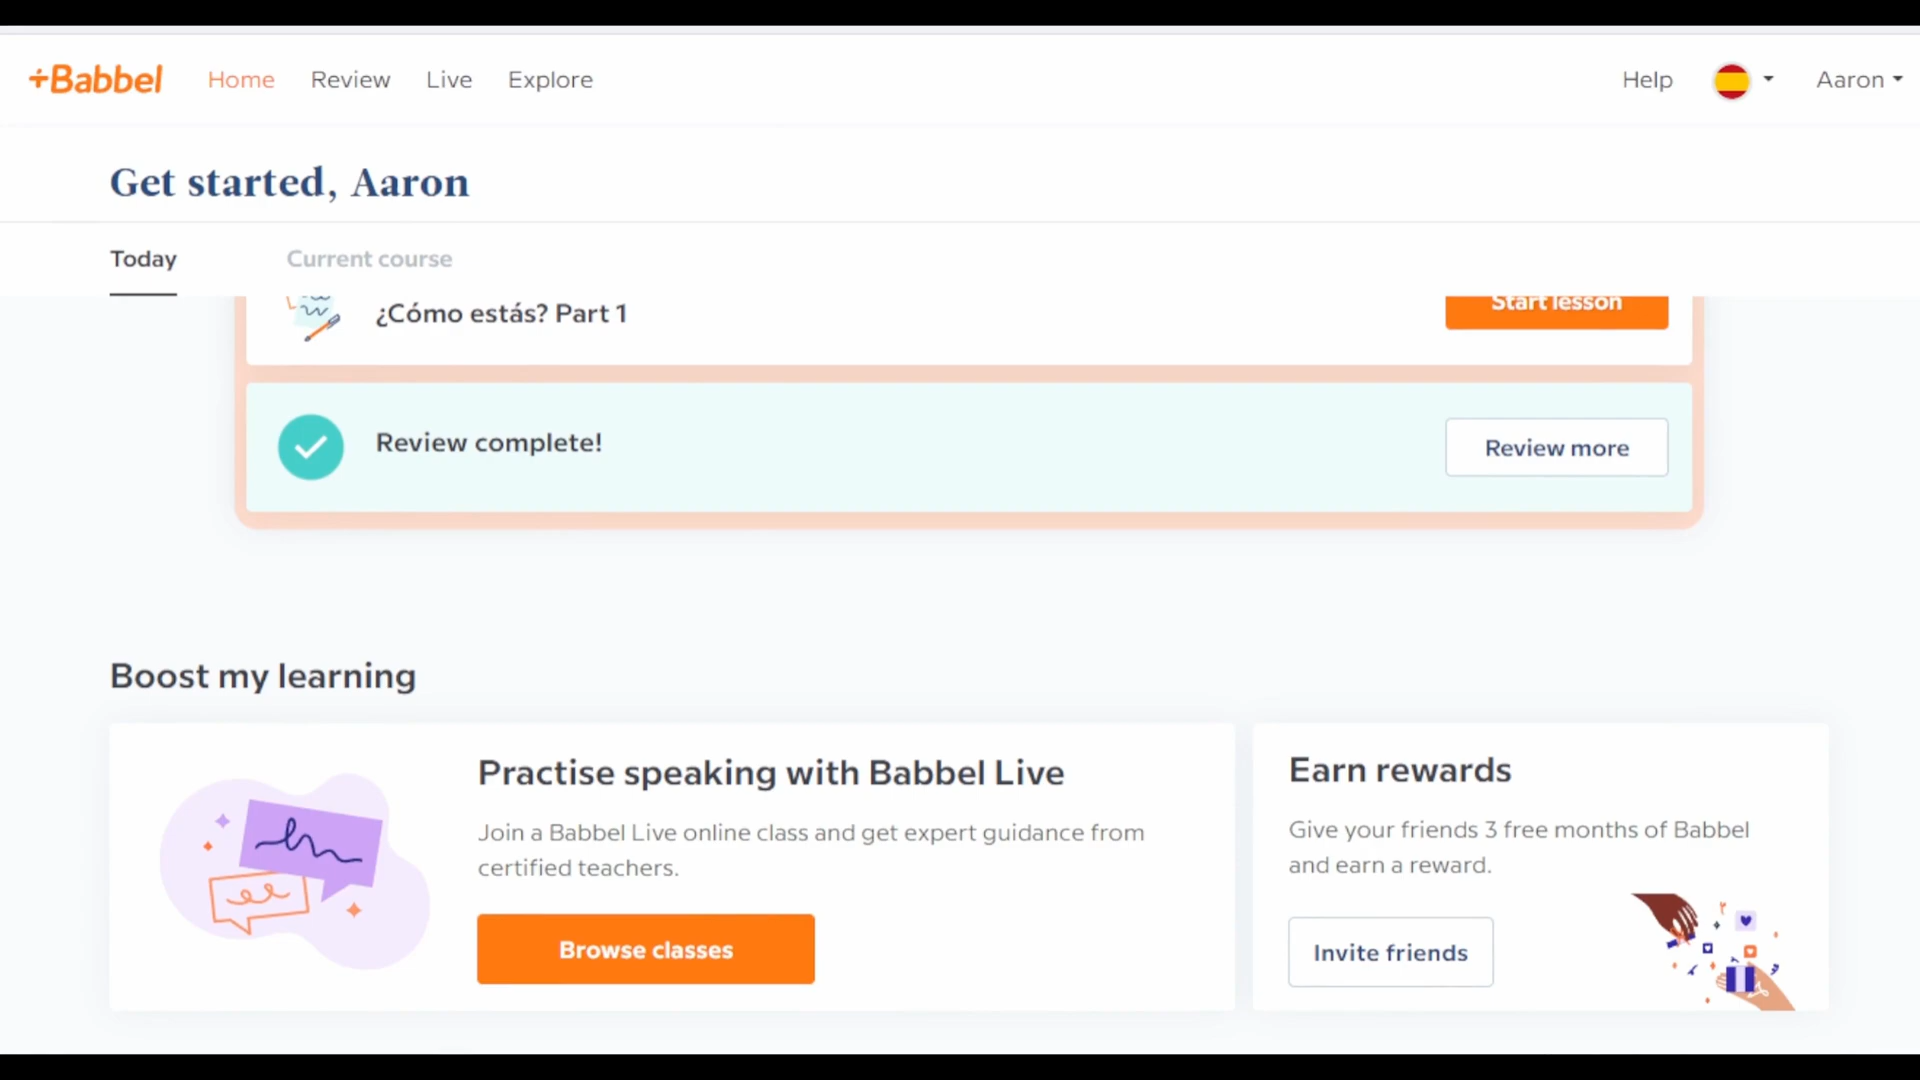 +Babbel Home Review Live Explore Help Aaron
Get started, Aaron
Today Current course
¿Cómo estás? Part 1 Start lesson
Review complete! Review more
Boost my learning
Practise speaking with Babbel Live
Join a Babbel Live online class and get expert guidance from
certified teachers.
Browse classes
Earn rewards
Give your friends 3 free months of Babbel
and earn a reward.
Invite friends